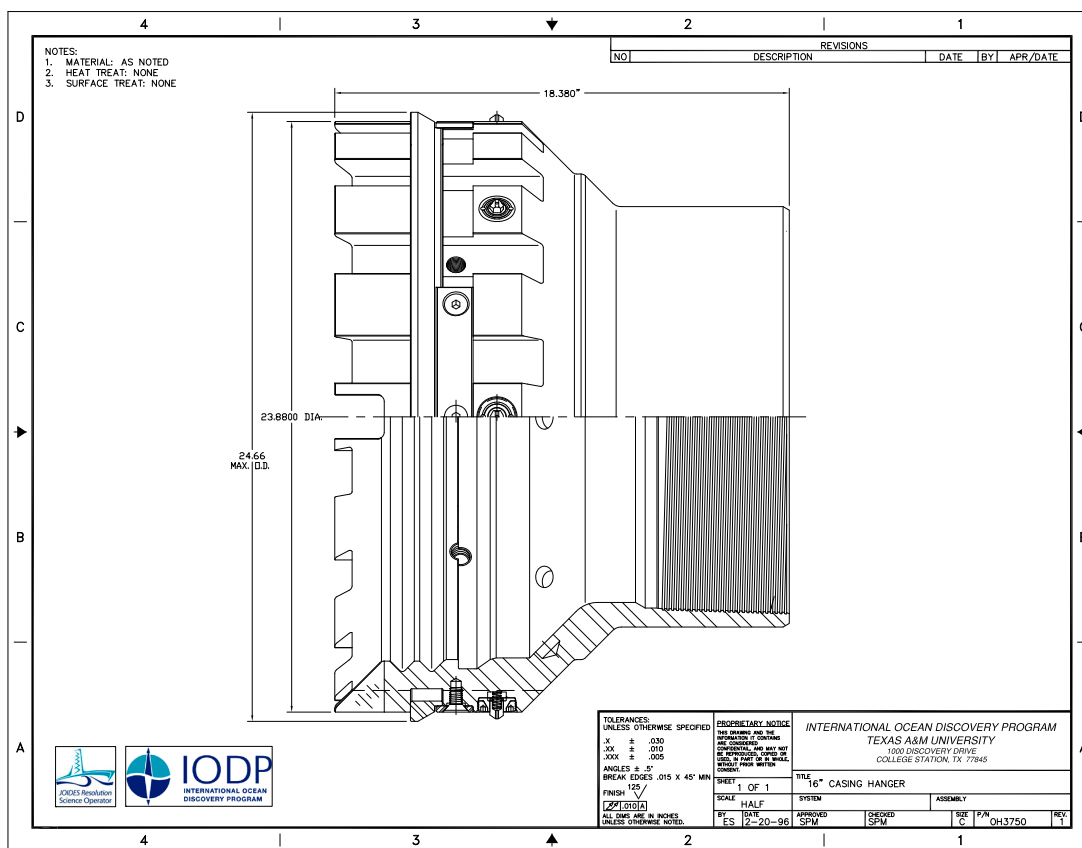 4 3 2 1
NOTES:
1. MATERIAL: AS NOTED
2. HEAT TREAT: NONE
3. SURFACE TREAT: NONE
REVISIONS
NO DESCRIPTION DATE BY APR/DATE
D D
18.380"
C C
23.8800 DIA.
24.66
MAX. O.D.
B B
A A
JOIDES Resolution
Science Operator
IODP
INTERNATIONAL OCEAN
DISCOVERY PROGRAM
TOLERANCES:
UNLESS OTHERWISE SPECIFIED
.X ± .030
.XX ± .010
.XXX ± .005
ANGLES ± .5°
BREAK EDGES .015 X 45° MIN
FINISH 125
.010 A
ALL DIMS ARE IN INCHES
UNLESS OTHERWISE NOTED.
PROPRIETARY NOTICE
THIS DRAWING AND THE
INFORMATION IT CONTAINS
ARE CONSIDERED
CONFIDENTIAL, AND MAY NOT
BE REPRODUCED, COPIED OR
USED, IN PART OR IN WHOLE,
WITHOUT PRIOR WRITTEN
CONSENT.
INTERNATIONAL OCEAN DISCOVERY PROGRAM
TEXAS A&M UNIVERSITY
1000 DISCOVERY DRIVE
COLLEGE STATION, TX 77845
SHEET 1 OF 1
TITLE 16" CASING HANGER
SCALE HALF
SYSTEM
ASSEMBLY
BY ES
DATE 2-20-96
APPROVED SPM
CHECKED SPM
SIZE C
P/N OH3750
REV. 1
4 3 2 1